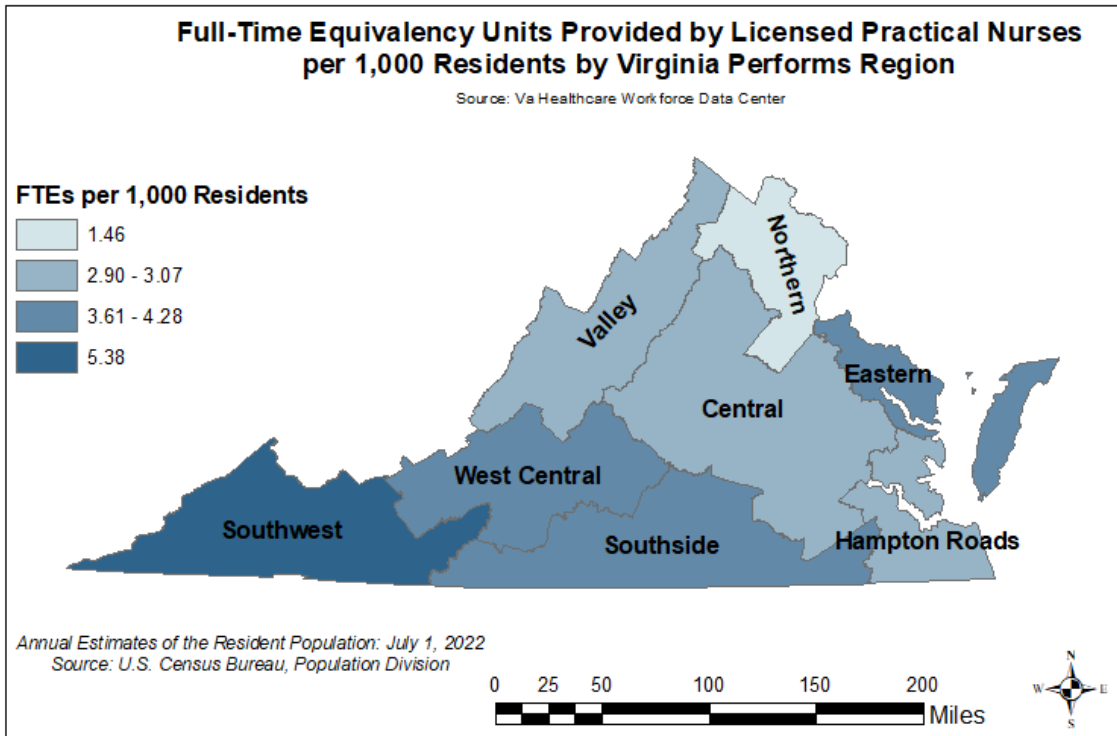 Full-Time Equivalency Units Provided by Licensed Practical Nurses
per 1,000 Residents by Virginia Performs Region
Source: Va Healthcare Workforce Data Center
FTEs per 1,000 Residents
1.46
2.90 - 3.07
3.61 - 4.28
5.38
Northern
Valley
Eastern
Central
West Central
Southwest
Southside
Hampton Roads
Annual Estimates of the Resident Population: July 1, 2022
Source: U.S. Census Bureau, Population Division
0 25 50 100 150 200
Miles
N
W E
S